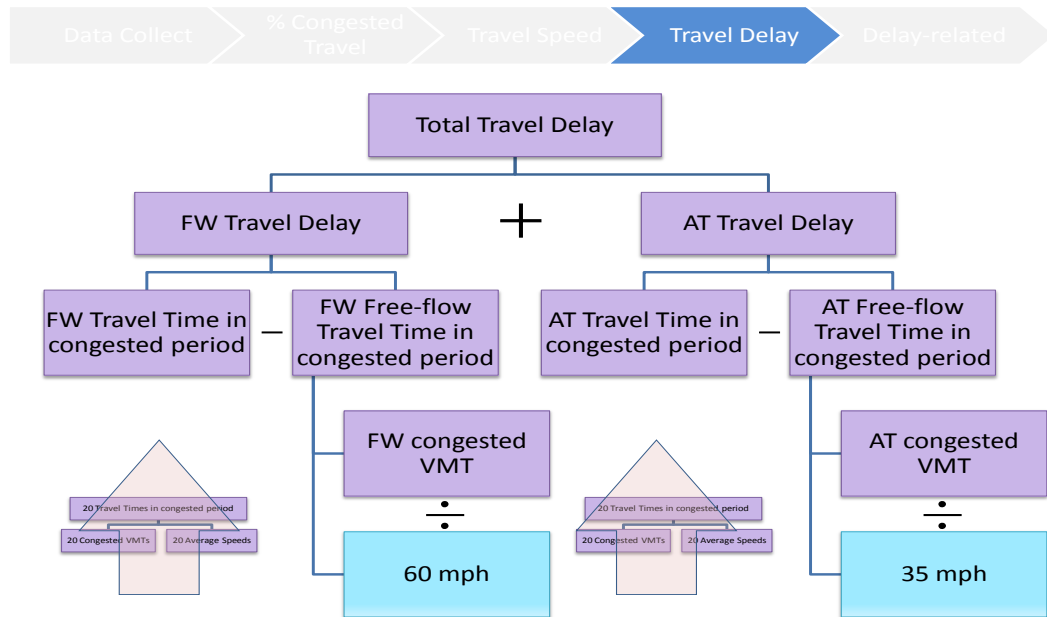 Data Collect
% Congested
Travel
Travel Speed
Travel Delay
Delay-related
Total Travel Delay
FW Travel Delay
+
AT Travel Delay
FW Travel Time in
congested period
−
FW Free-flow
Travel Time in
congested period
AT Travel Time in
congested period
−
AT Free-flow
Travel Time in
congested period
FW congested
VMT
÷
60 mph
AT congested
VMT
÷
35 mph
20 Travel Times in congested period
20 Congested VMTs
20 Average Speeds
20 Travel Times in congested period
20 Congested VMTs
20 Average Speeds